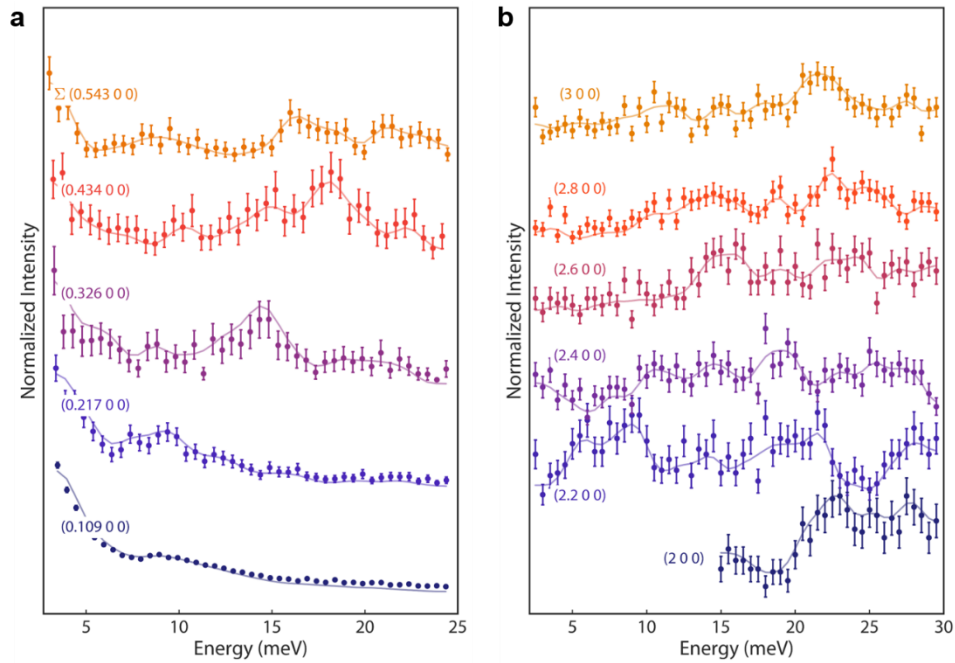 a
b
Σ (0.543 0 0)
(0.434 0 0)
(0.326 0 0)
(0.217 0 0)
(0.109 0 0)
Normalized Intensity
5
10
15
20
25
Energy (meV)
(3 0 0)
(2.8 0 0)
(2.6 0 0)
(2.4 0 0)
(2.2 0 0)
(2 0 0)
Normalized Intensity
5
10
15
20
25
30
Energy (meV)